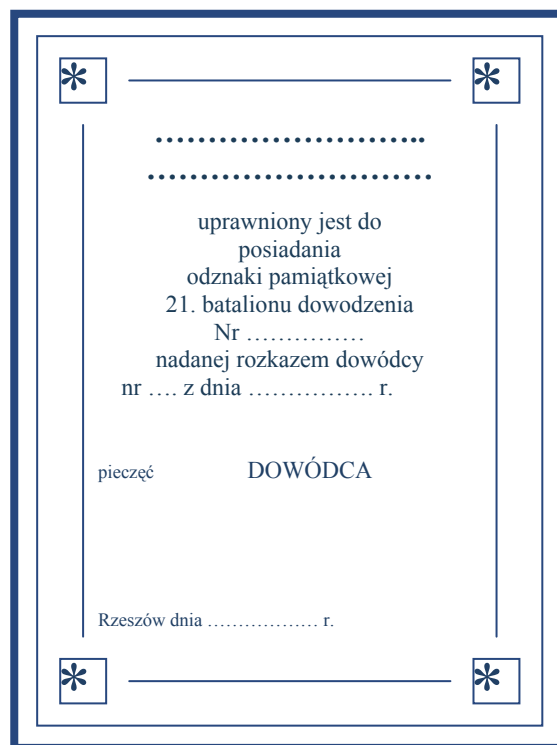 * *
………………………..
…………………………
uprawniony jest do
posiadania
odznaki pamiątkowej
21. batalionu dowodzenia
Nr ……………
nadanej rozkazem dowódcy
nr …. z dnia ……………. r.
pieczęć DOWÓDCA
Rzeszów dnia ……………… r.
* *